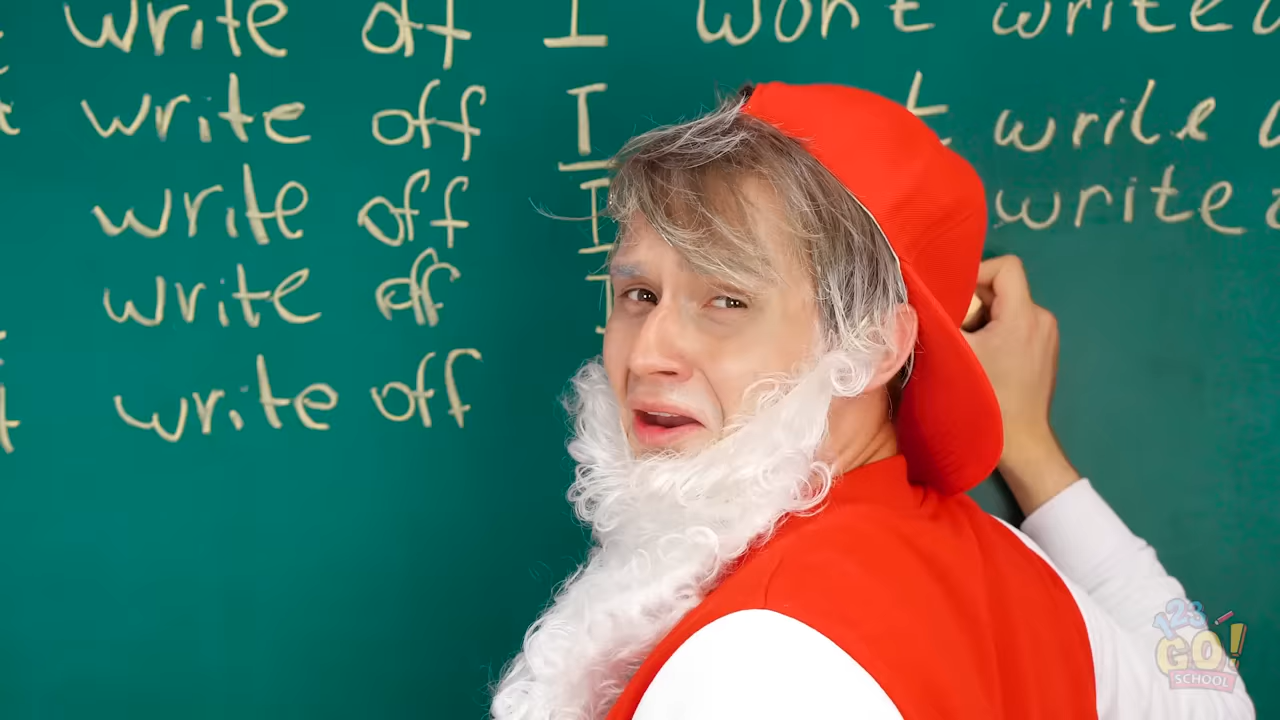 write off I won't write o
write off I t write o
write off I write o
write off I
write off
123
GO!
SCHOOL